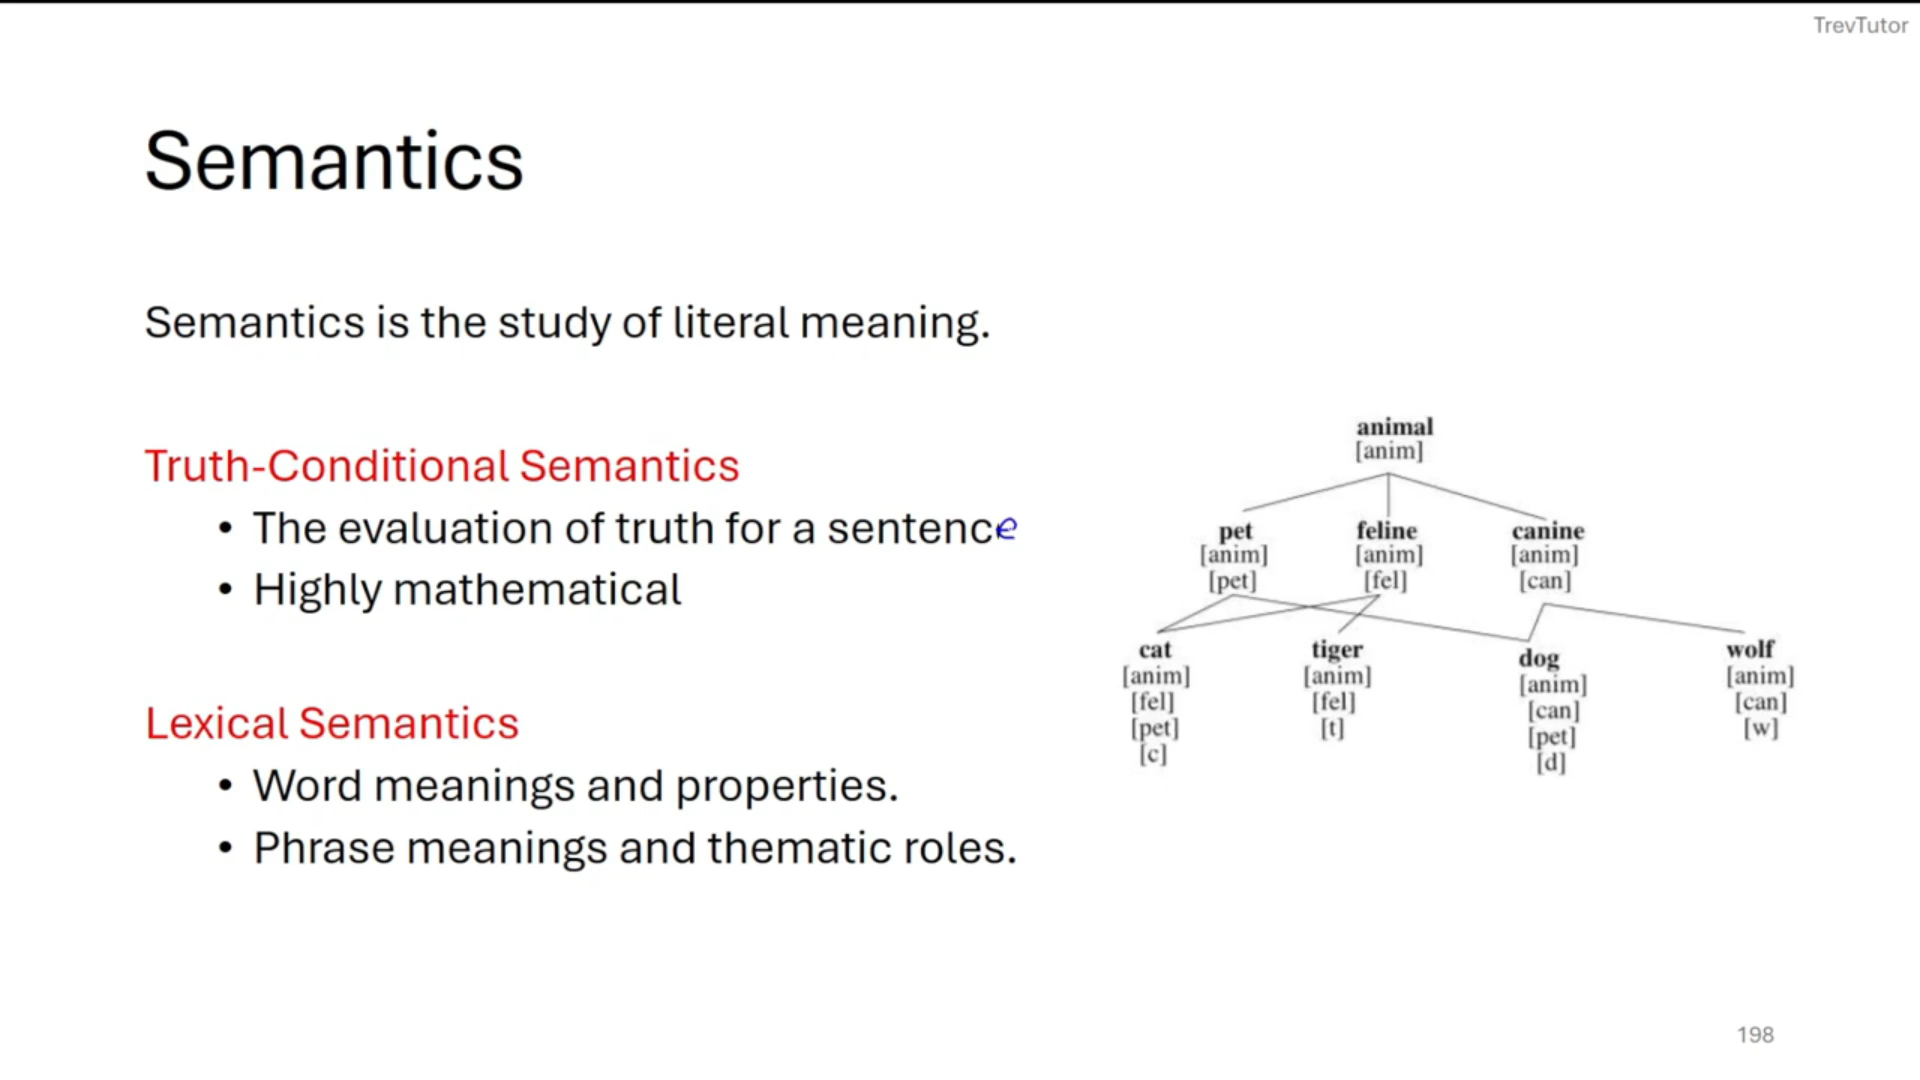 TrevTutor
Semantics
Semantics is the study of literal meaning.
Truth-Conditional Semantics
• The evaluation of truth for a sentence
• Highly mathematical
Lexical Semantics
• Word meanings and properties.
• Phrase meanings and thematic roles.
animal
[anim]
pet feline canine
[anim] [anim] [anim]
[pet] [fel] [can]
cat tiger dog wolf
[anim] [anim] [anim] [anim]
[fel] [fel] [can] [can]
[pet] [t] [pet] [w]
[c] [d]
198